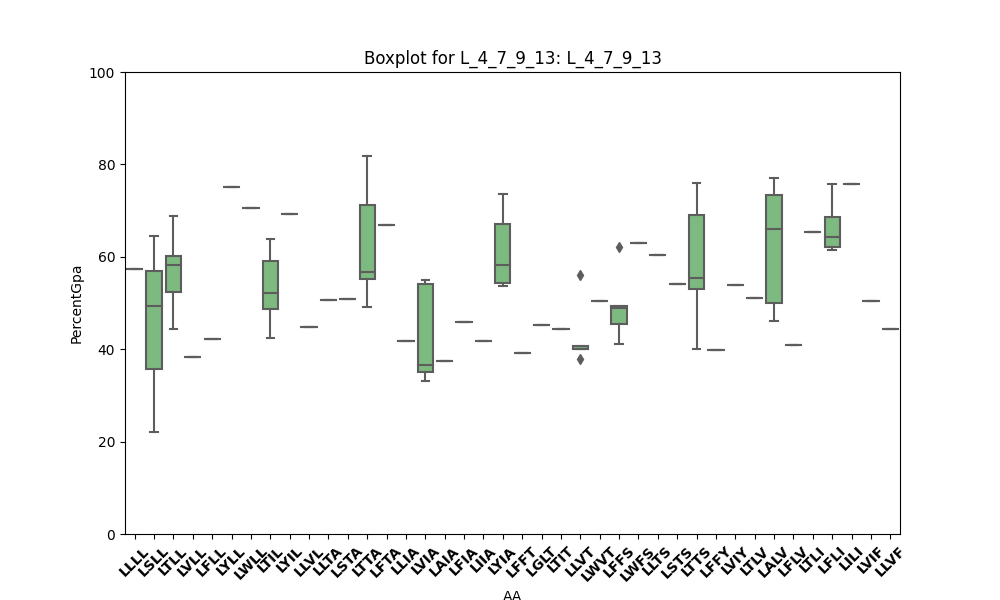 Boxplot for L_4_7_9_13: L_4_7_9_13
PercentGpa
100
80
60
40
20
0
LLLL LSLL LTLL LVLL LFLL LYLL LWLL LTIL LYIL LLVL LLTA LSTA LTTA LFTA LLIA LVIA LAIA LFIA LIIA LYIA LFFT LGLT LTIT LLVT LWVT LFFS LWFS LLTS LSTS LTTS LFFY LVIY LTLV LALV LFLV LTLI LFLI LILI LVIF LLVF
AA